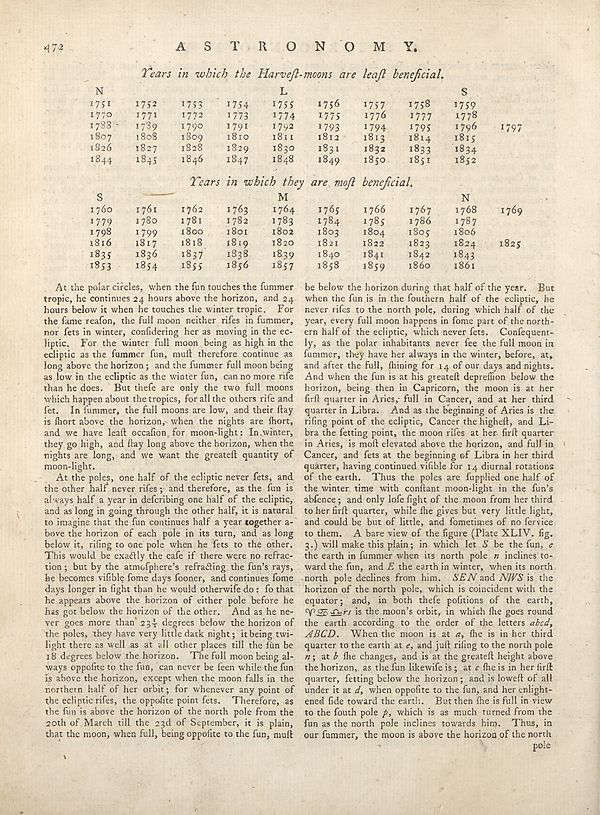 472
A S T R O N O M Y.
Years in which the Harveſt-moons are leaſt beneficial.
N L S
1751 1752 1753 1754 1755 1756 1757 1758 1759
1770 1771 1772 1773 1774 1775 1776 1777 1778
1788 1789 1790 1791 1792 1793 1794 1795 1796 1797
1807 1808 1809 1810 1811 1812 1813 1814 1815
1826 1827 1828 1829 1830 1831 1832 1833 1834
1844 1845 1846 1847 1848 1849 1850 1851 1852
Years in which they are moſt beneficial.
S M N
1760 1761 1762 1763 1764 1765 1766 1767 1768 1769
1779 1780 1781 1782 1783 1784 1785 1786 1787
1798 1799 1800 1801 1802 1803 1804 1805 1806
1816 1817 1818 1819 1820 1821 1822 1823 1824 1825
1835 1836 1837 1838 1839 1840 1841 1842 1843
1853 1854 1855 1856 1857 1858 1859 1860 1861
At the polar circles, when the ſun touches the ſummer
tropic, he continues 24 hours above the horizon, and 24
hours below it when he touches the winter tropic. For
the ſame reaſon, the full moon neither riſes in ſummer,
nor ſets in winter, conſidering her as moving in the ec-
liptic. For the winter full moon being as high in the
ecliptic as the ſummer ſun, muſt therefore continue as
long above the horizon; and the ſummer full moon being
as low in the ecliptic as the winter ſun, can no more riſe
than he does. But theſe are only the two full moons
which happen about the tropics, for all the others riſe and
ſet. In ſummer, the full moons are low, and their ſtay
is ſhort above the horizon, when the nights are ſhort,
and we have leaſt occaſion for moon-light: In winter,
they go high, and ſtay long above the horizon, when the
nights are long, and we want the greateſt quantity of
moon-light.
At the poles, one half of the ecliptic never ſets, and
the other half never riſes; and therefore, as the ſun is
always half a year in deſcribing one half of the ecliptic,
and as long in going through the other half, it is natural
to imagine that the ſun continues half a year together a-
bove the horizon of each pole in its turn, and as long
below it, riſing to one pole when he ſets to the other.
This would be exactly the caſe if there were no refrac-
tion; but by the atmoſphere's refracting the ſun's rays,
he becomes viſible ſome days ſooner, and continues ſome
days longer in ſight than he would otherwiſe do: ſo that
he appears above the horizon of either pole before he
has got below the horizon of the other. And as he ne-
ver goes more than 23½ degrees below the horizon of
the poles, they have very little dark night; it being twi-
light there as well as at all other places till the ſun be
18 degrees below the horizon. The full moon being al-
ways oppoſite to the ſun, can never be ſeen while the ſun
is above the horizon, except when the moon falls in the
northern half of her orbit; for whenever any point of
the ecliptic riſes, the oppoſite point ſets. Therefore, as
the ſun is above the horizon of the north pole from the
20th of March till the 23d of September, it is plain,
that the moon, when full, being oppoſite to the ſun, muſt
be below the horizon during that half of the year. But
when the ſun is in the ſouthern half of the ecliptic, he
never riſes to the north pole, during which half of the
year, every full moon happens in ſome part of the north-
ern half of the ecliptic, which never ſets. Conſequent-
ly, as the polar inhabitants never ſee the full moon in
ſummer, they have her always in the winter, before, at,
and after the full, ſhining for 14 of our days and nights.
And when the ſun is at his greateſt depreſſion below the
horizon, being then in Capricorn, the moon is at her
firſt quarter in Aries, full in Cancer, and at her third
quarter in Libra. And as the beginning of Aries is the
riſing point of the ecliptic, Cancer the higheſt, and Li-
bra the ſetting point, the moon riſes at her firſt quarter
in Aries, is moſt elevated above the horizon, and full in
Cancer, and ſets at the beginning of Libra in her third
quarter, having continued viſible for 14 diurnal rotations
of the earth. Thus the poles are ſupplied one half of
the winter time with conſtant moon-light in the ſun's
abſence; and only loſe ſight of the moon from her third
to her firſt quarter, while ſhe gives but very little light,
and could be but of little, and ſometimes of no ſervice
to them. A bare view of the figure (Plate XLIV. fig.
3.) will make this plain; in which let S be the ſun, e
the earth in ſummer when its north pole n inclines to-
ward the ſun, and E the earth in winter, when its north
north pole declines from him. SEN and NWS is the
horizon of the north pole, which is coincident with the
equator; and, in both theſe poſitions of the earth,
♈♋♎♑ is the moon's orbit, in which ſhe goes round
the earth according to the order of the letters abcd,
ABCD. When the moon is at a, ſhe is in her third
quarter to the earth at e, and juſt riſing to the north pole
n; at b ſhe changes, and is at the greateſt height above
the horizon, as the ſun likewiſe is; at c ſhe is in her firſt
quarter, ſetting below the horizon; and is loweſt of all
under it at d, when oppoſite to the ſun, and her enlight-
ened ſide toward the earth. But then ſhe is full in view
to the ſouth pole p, which is as much turned from the
ſun as the north pole inclines towards him. Thus, in
our ſummer, the moon is above the horizon of the north
pole